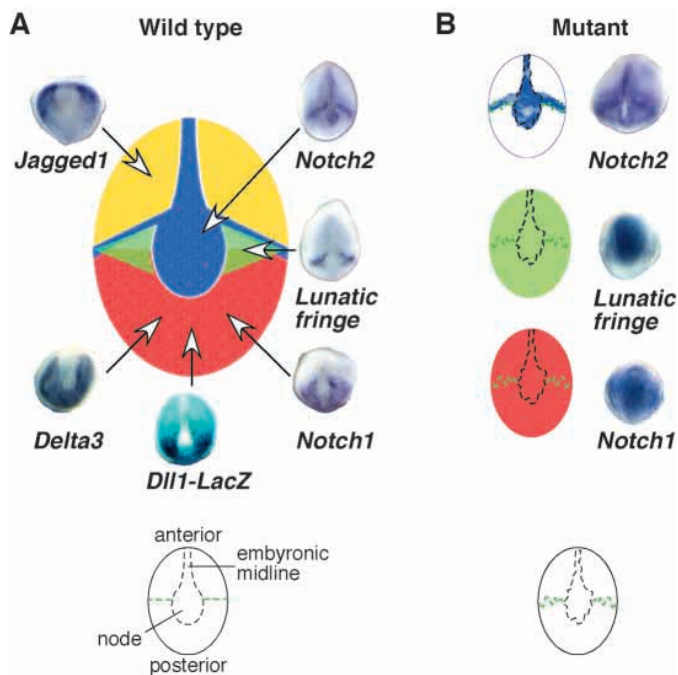 A
Wild type
Jagged1
Notch2
Lunatic
fringe
Delta3
Dll1-LacZ
Notch1
anterior
embyronic
midline
node
posterior
B
Mutant
Notch2
Lunatic
fringe
Notch1